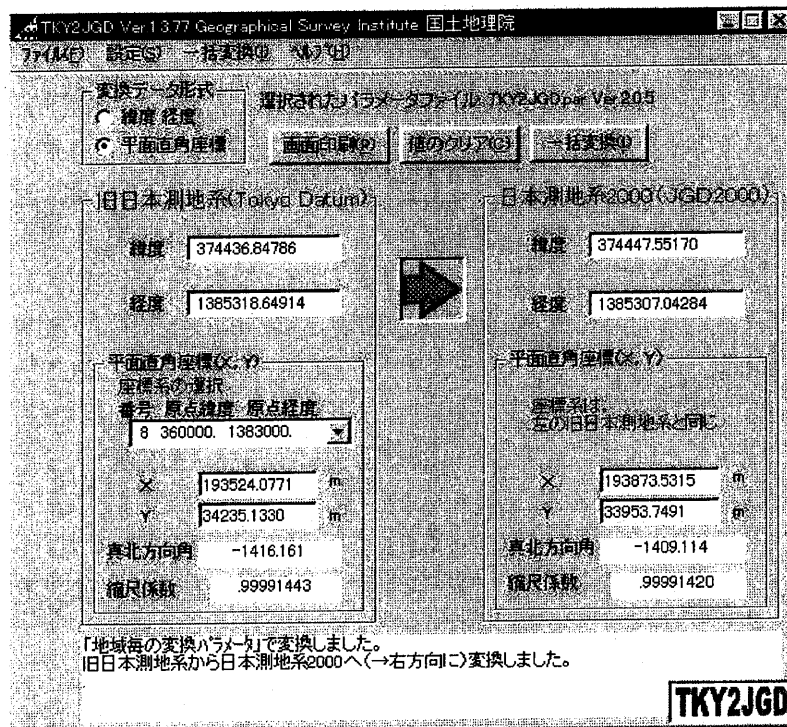 TKY2JGD Ver.1.3.77 Geographical Survey Institute 国土地理院
ファイル(F) 設定(S) 一括変換(I) ヘルプ(H)
変換データ形式
緯度 経度
平面直角座標
選択されたパラメータファイル TKY2JGD.par Ver.2.0.5
画面印刷(P) 値のクリア(C) 一括変換(I)
旧日本測地系(Tokyo Datum)
緯度 374436.84786
経度 1385318.64914
平面直角座標(X, Y)
座標系の選択
番号 原点緯度 原点経度
8 360000. 1383000.
X 193524.0771 m
Y 34235.1330 m
真北方向角 -1416.161
縮尺係数 .99991443
日本測地系2000(JGD2000)
緯度 374447.55170
経度 1385307.04284
平面直角座標(X, Y)
座標系は、
左の旧日本測地系と同じ
X 193873.5315 m
Y 33953.7491 m
真北方向角 -1409.114
縮尺係数 .99991420
「地域毎の変換パラメータ」で変換しました。
旧日本測地系から日本測地系2000へ(→右方向に)変換しました。
TKY2JGD